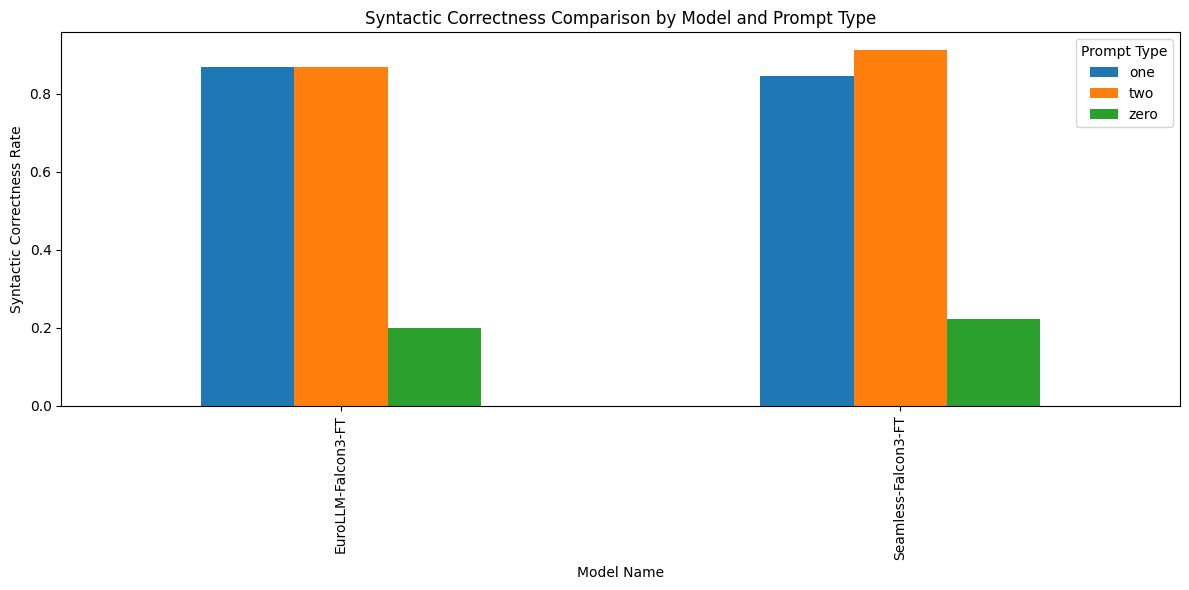 Syntactic Correctness Comparison by Model and Prompt Type
Syntactic Correctness Rate
0.8
0.6
0.4
0.2
0.0
Prompt Type
one
two
zero
EuroLLM-Falcon3-FT
Seamless-Falcon3-FT
Model Name